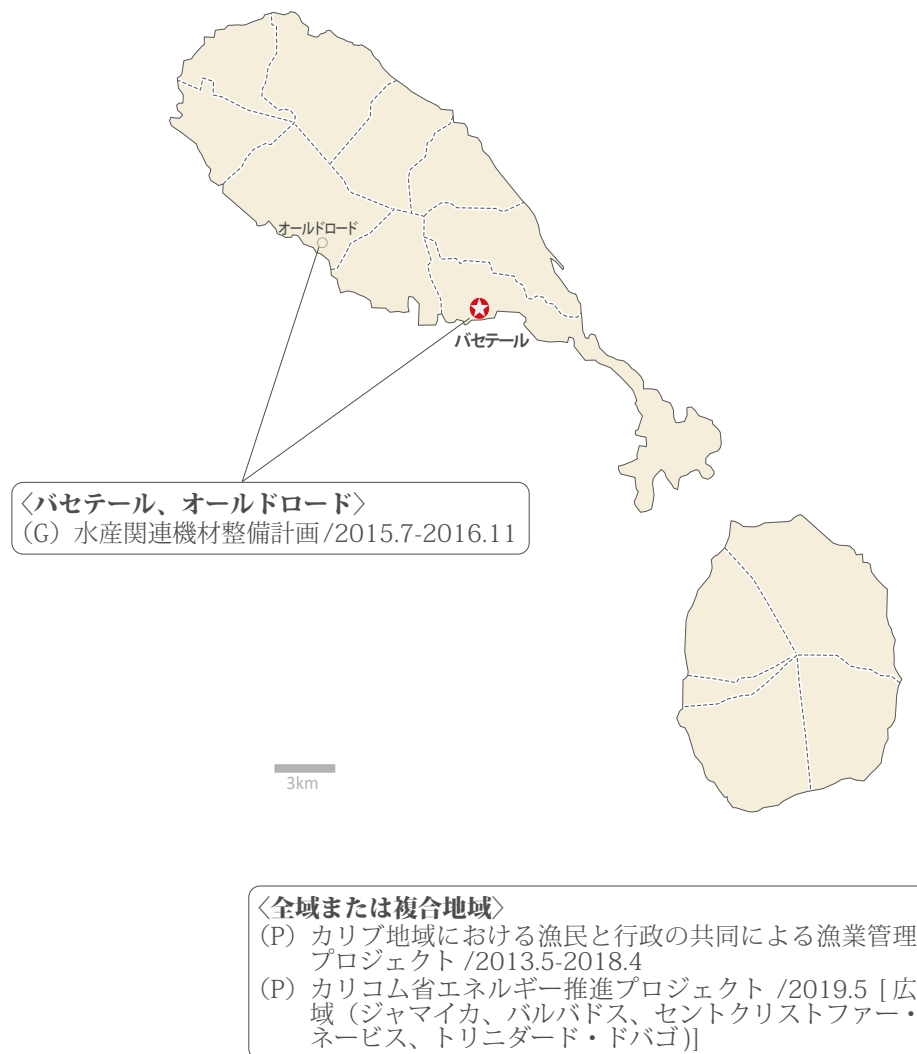 オールドロード
バセテール
〈バセテール、オールドロード〉
（G）水産関連機材整備計画/2015.7-2016.11
3km
〈全域または複合地域〉
（P）カリブ地域における漁民と行政の共同による漁業管理
プロジェクト /2013.5-2018.4
（P）カリコム省エネルギー推進プロジェクト /2019.5 [ 広
域（ジャマイカ、バルバドス、セントクリストファー・
ネービス、トリニダード・ドバゴ )]